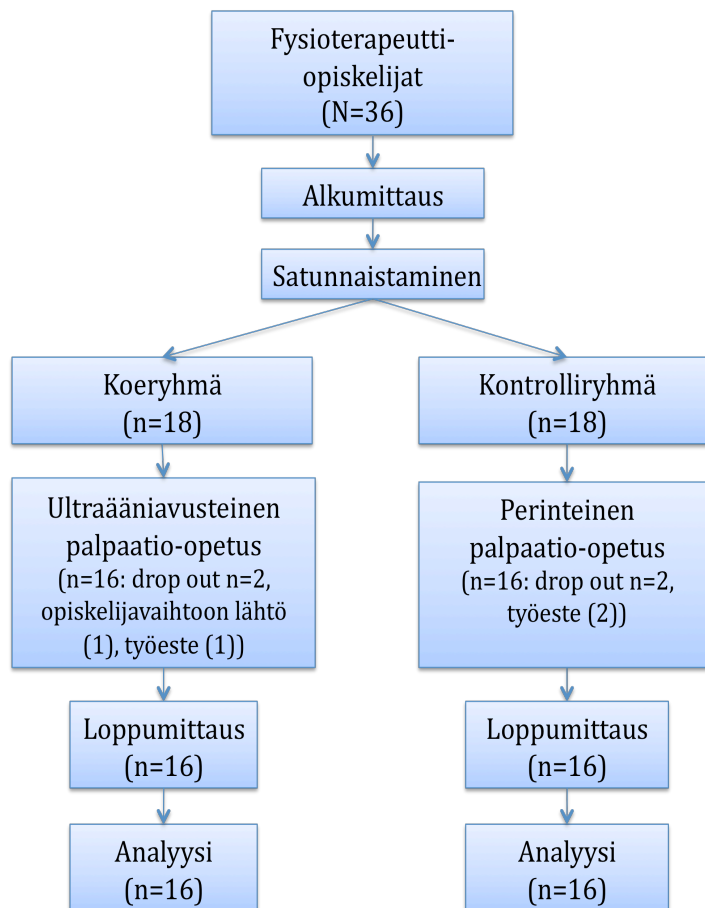 Fysioterapeutti-
opiskelijat
(N=36)
Alkumittaus
Satunnaistaminen
Koeryhmä
(n=18)
Kontrolliryhmä
(n=18)
Ultraääniavusteinen
palpaatio-opetus
(n=16: drop out n=2,
opiskelijavaihtoon lähtö
(1), työeste (1))
Perinteinen
palpaatio-opetus
(n=16: drop out n=2,
työeste (2))
Loppumittaus
(n=16)
Loppumittaus
(n=16)
Analyysi
(n=16)
Analyysi
(n=16)